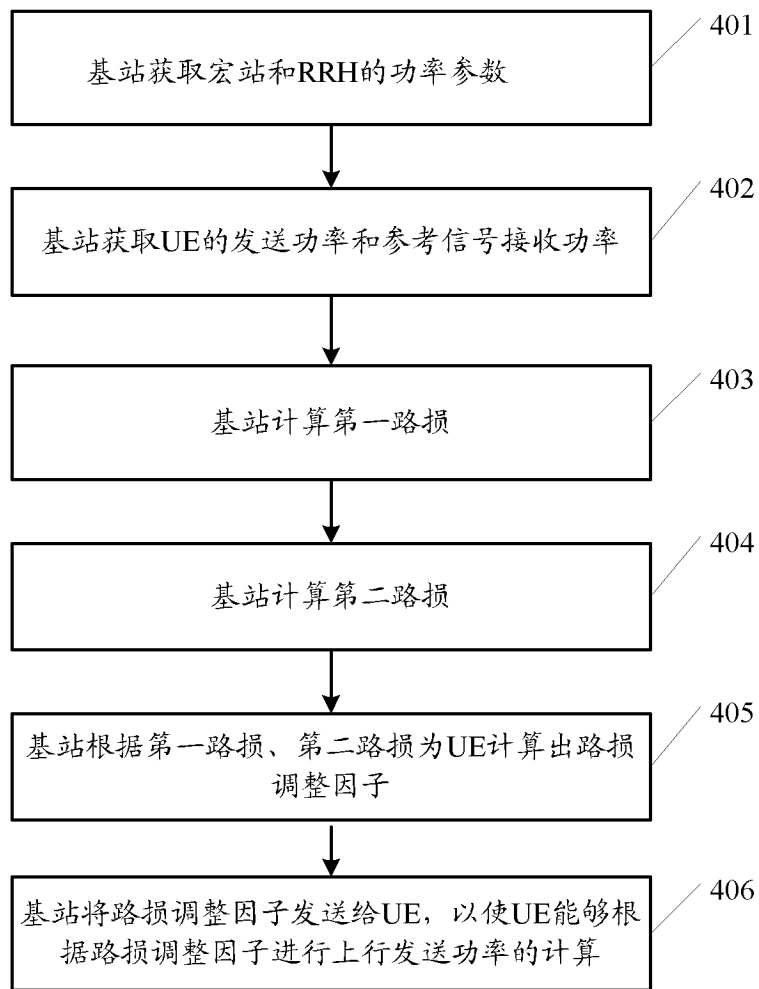 401
基站获取宏站和RRH的功率参数
402
基站获取UE的发送功率和参考信号接收功率
403
基站计算第一路损
404
基站计算第二路损
405
基站根据第一路损、第二路损为UE计算出路损
调整因子
406
基站将路损调整因子发送给UE，以使UE能够根
据路损调整因子进行上行发送功率的计算